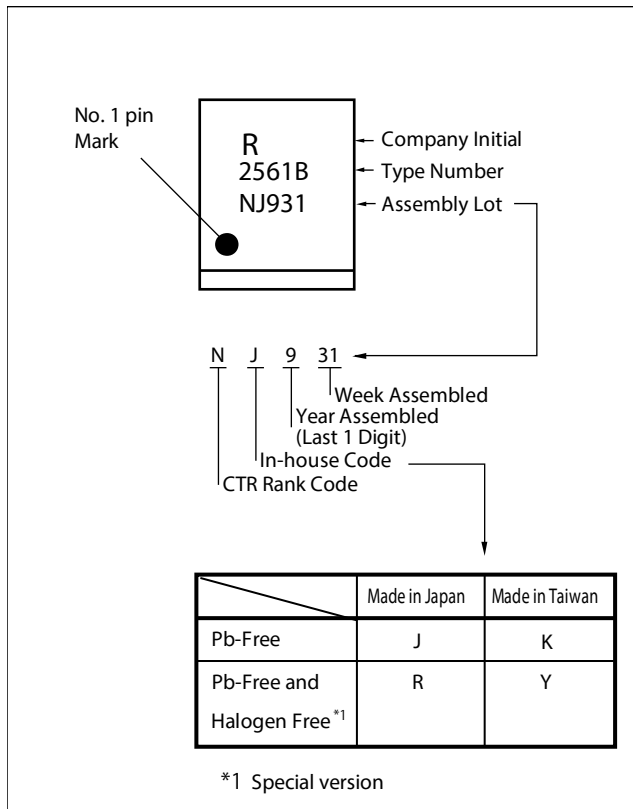 No. 1 pin
Mark
R
2561B
NJ931
Company Initial
Type Number
Assembly Lot
N J 9 31
Week Assembled
Year Assembled
(Last 1 Digit)
In-house Code
CTR Rank Code
Made in Japan Made in Taiwan
Pb-Free J K
Pb-Free and R Y
Halogen Free *1
*1 Special version